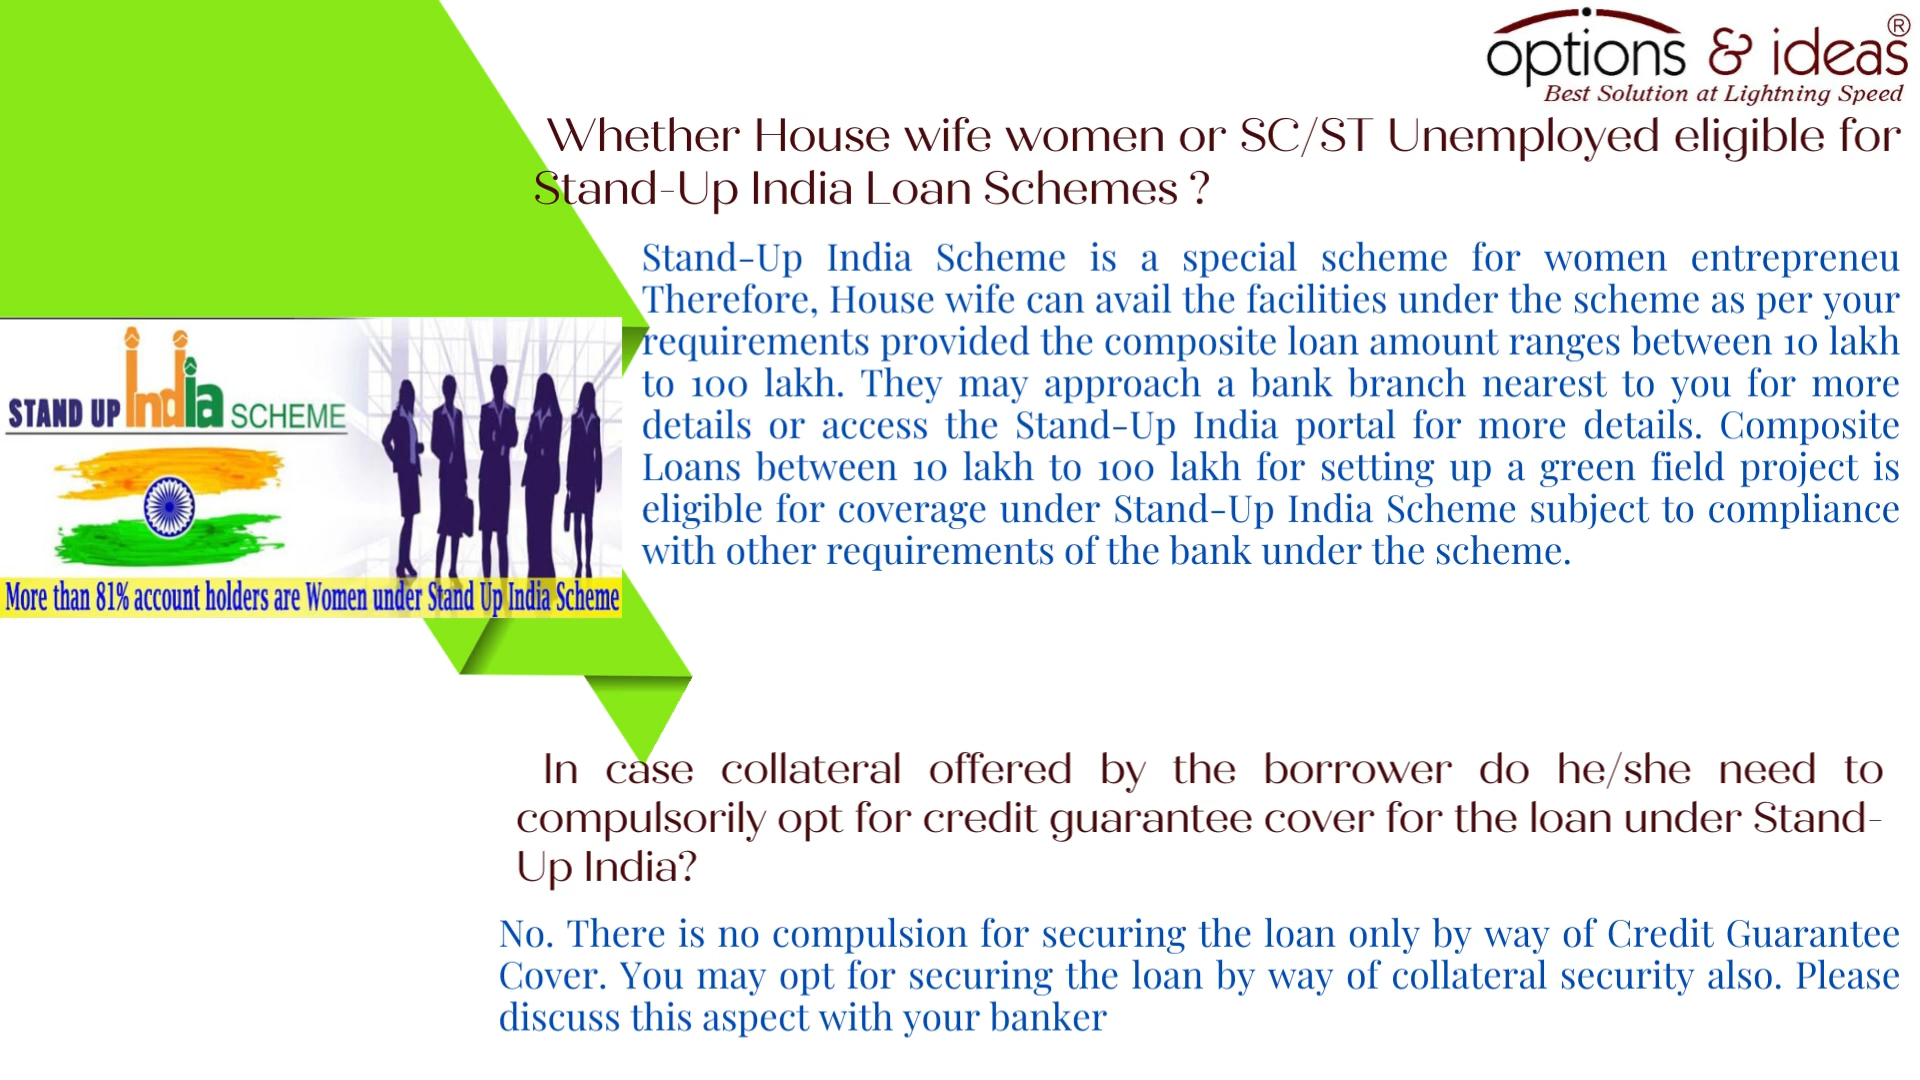 options & ideas®
Best Solution at Lightning Speed
Whether House wife women or SC/ST Unemployed eligible for
Stand-Up India Loan Schemes ?
Stand-Up India Scheme is a special scheme for women entrepreneu
Therefore, House wife can avail the facilities under the scheme as per your
requirements provided the composite loan amount ranges between 10 lakh
to 100 lakh. They may approach a bank branch nearest to you for more
details or access the Stand-Up India portal for more details. Composite
Loans between 10 lakh to 100 lakh for setting up a green field project is
eligible for coverage under Stand-Up India Scheme subject to compliance
with other requirements of the bank under the scheme.
STAND UP India SCHEME
More than 81% account holders are Women under Stand Up India Scheme
In case collateral offered by the borrower do he/she need to
compulsorily opt for credit guarantee cover for the loan under Stand-
Up India?
No. There is no compulsion for securing the loan only by way of Credit Guarantee
Cover. You may opt for securing the loan by way of collateral security also. Please
discuss this aspect with your banker